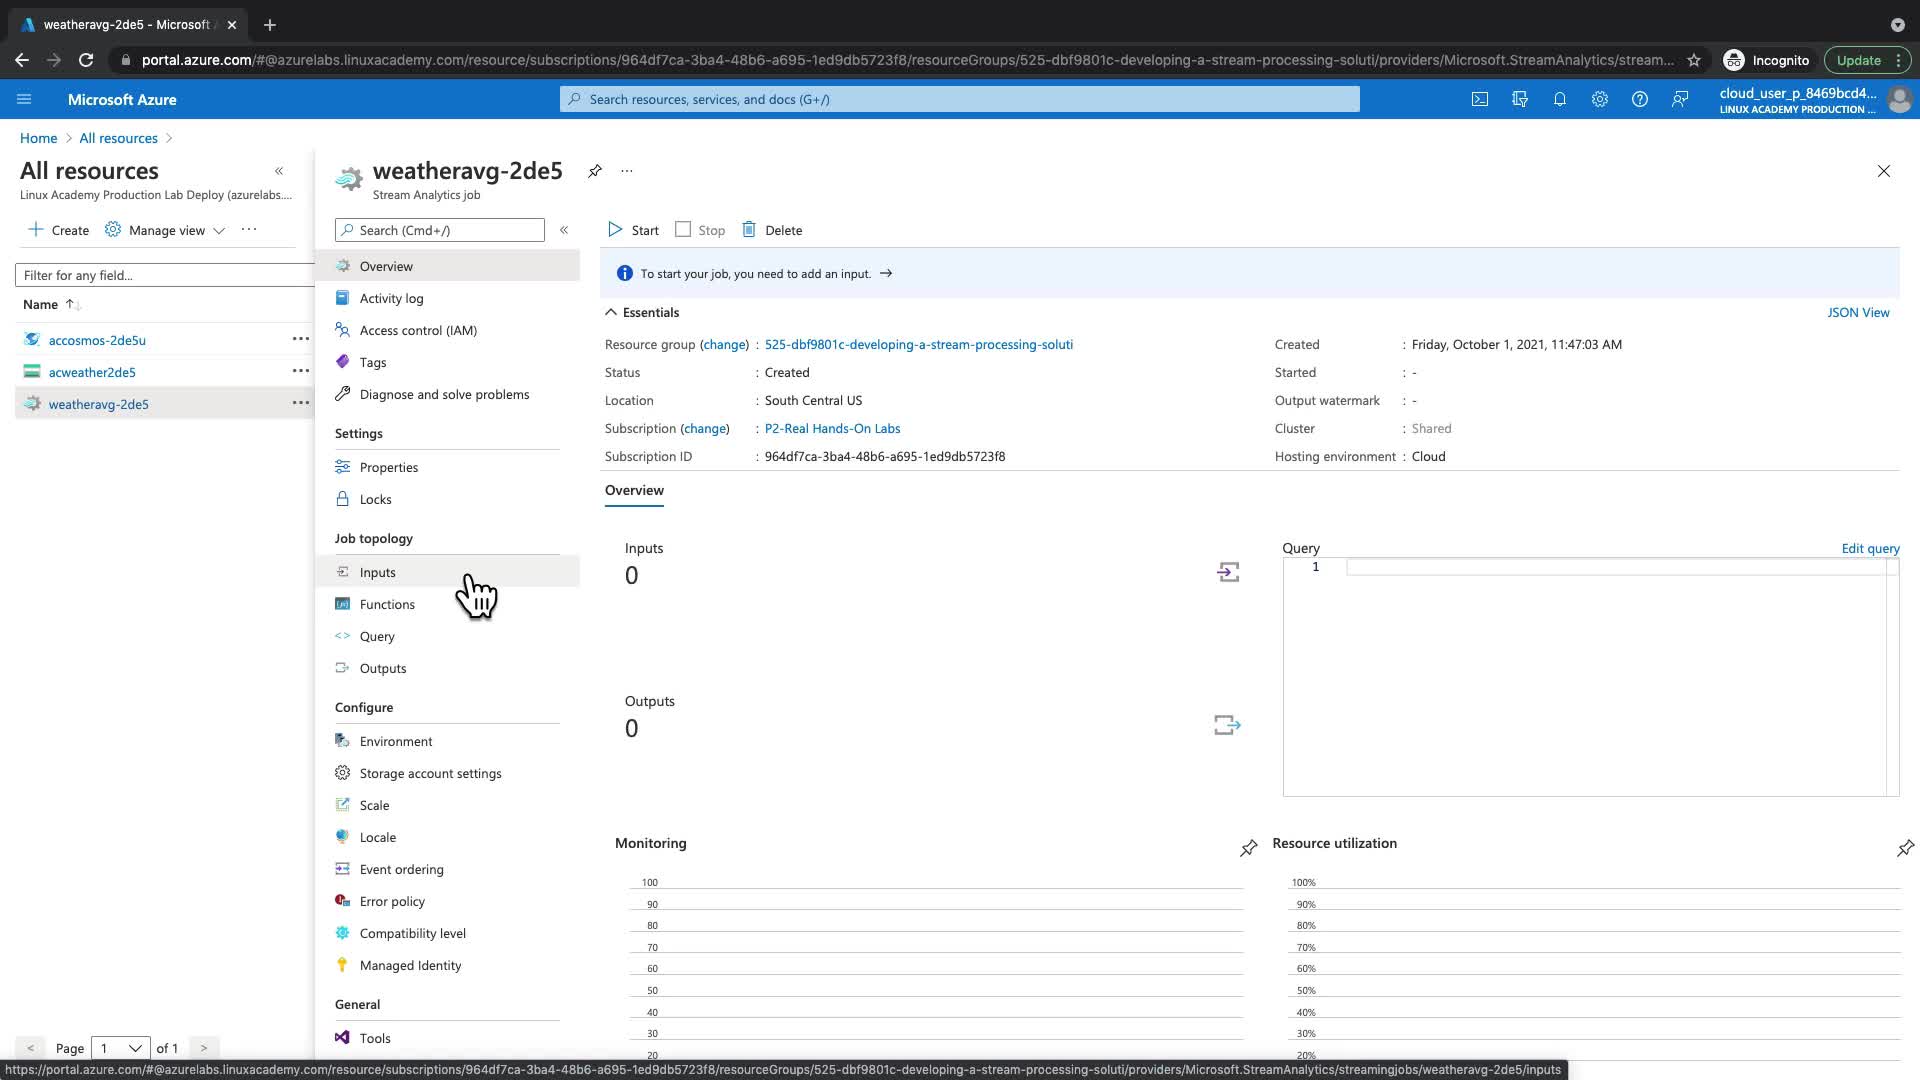 weatheravg-2de5 - Microsoft A
portal.azure.com/#@azurelabs.linuxacademy.com/resource/subscriptions/964df7ca-3ba4-48b6-a695-1ed9db5723f8/resourceGroups/525-dbf9801c-developing-a-stream-processing-soluti/providers/Microsoft.StreamAnalytics/stream...
Incognito
Update
Microsoft Azure
Search resources, services, and docs (G+/)
cloud_user_p_8469bcd4...
LINUX ACADEMY PRODUCTION ...
Home > All resources >
All resources
Linux Academy Production Lab Deploy (azurelabs....
Create
Manage view
Filter for any field...
Name
accosmos-2de5u
acweather2de5
weatheravg-2de5
Page 1 of 1
weatheravg-2de5
Stream Analytics job
Search (Cmd+/)
Overview
Activity log
Access control (IAM)
Tags
Diagnose and solve problems
Settings
Properties
Locks
Job topology
Inputs
Functions
Query
Outputs
Configure
Environment
Storage account settings
Scale
Locale
Event ordering
Error policy
Compatibility level
Managed Identity
General
Tools
Start
Stop
Delete
To start your job, you need to add an input. →
Essentials
JSON View
Resource group (change) : 525-dbf9801c-developing-a-stream-processing-soluti
Status : Created
Location : South Central US
Subscription (change) : P2-Real Hands-On Labs
Subscription ID : 964df7ca-3ba4-48b6-a695-1ed9db5723f8
Created : Friday, October 1, 2021, 11:47:03 AM
Started : -
Output watermark : -
Cluster : Shared
Hosting environment : Cloud
Overview
Inputs
0
Outputs
0
Query
Edit query
1
Monitoring
100
90
80
70
60
50
40
30
20
Resource utilization
100%
90%
80%
70%
60%
50%
40%
30%
20%
https://portal.azure.com/#@azurelabs.linuxacademy.com/resource/subscriptions/964df7ca-3ba4-48b6-a695-1ed9db5723f8/resourceGroups/525-dbf9801c-developing-a-stream-processing-soluti/providers/Microsoft.StreamAnalytics/streamingjobs/weatheravg-2de5/inputs